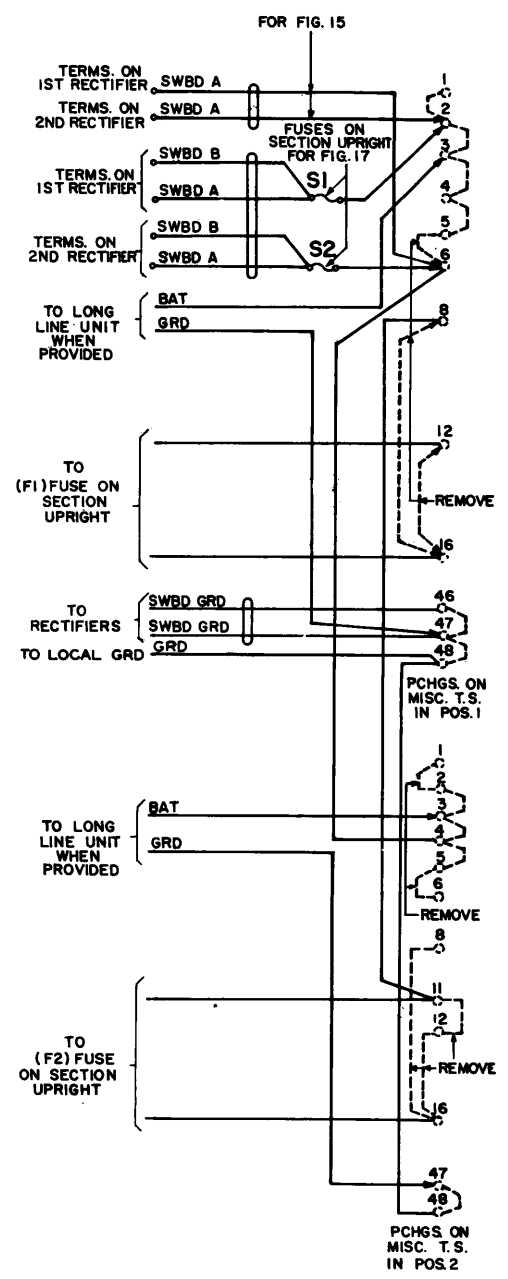 FOR FIG. 15
TERMS. ON
1ST RECTIFIER
SWBD A
TERMS. ON
2ND RECTIFIER
SWBD A
1
2
FUSES ON
SECTION UPRIGHT
FOR FIG. 17
TERMS. ON
1ST RECTIFIER
SWBD B
SWBD A
S1
3
4
TERMS. ON
2ND RECTIFIER
SWBD B
SWBD A
S2
5
6
TO LONG
LINE UNIT
WHEN
PROVIDED
BAT
GRD
8
TO
(F1) FUSE ON
SECTION
UPRIGHT
12
REMOVE
16
TO
RECTIFIERS
SWBD GRD
SWBD GRD
46
47
TO LOCAL GRD
GRD
48
PCHGS. ON
MISC. T. S.
IN POS. 1
1
2
3
4
5
6
TO LONG
LINE UNIT
WHEN
PROVIDED
BAT
GRD
REMOVE
8
11
12
TO
(F2) FUSE
ON SECTION
UPRIGHT
REMOVE
16
47
48
PCHGS. ON
MISC. T. S.
IN POS. 2